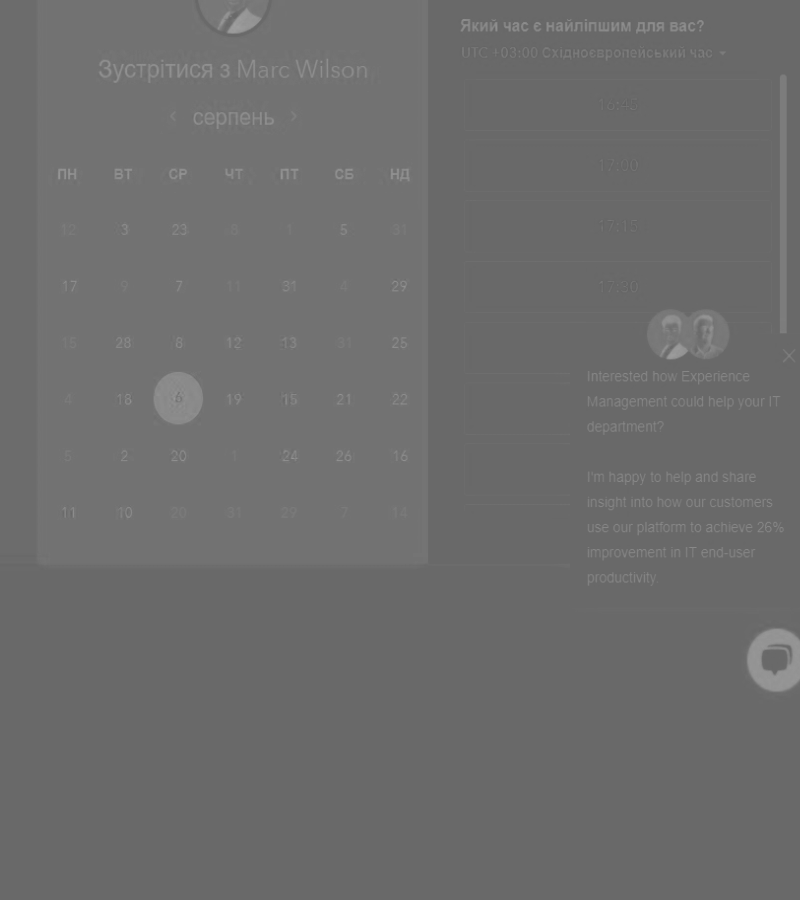 Зустрітися з Marc Wilson
серпень
ПН ВТ СР ЧТ ПТ СБ НД
12 3 23 8 1 5 31
17 9 7 11 31 4 29
15 28 8 12 13 31 25
4 18 19 15 21 22
5 2 20 1 24 26 16
11 10 20 31 29 7 14
Який час є найліпшим для вас?
UTC +03:00 Східноєвропейський час
16:45
17:00
17:15
17:30
Interested how Experience
Management could help your IT
department?
I'm happy to help and share
insight into how our customers
use our platform to achieve 26%
improvement in IT end-user
productivity.